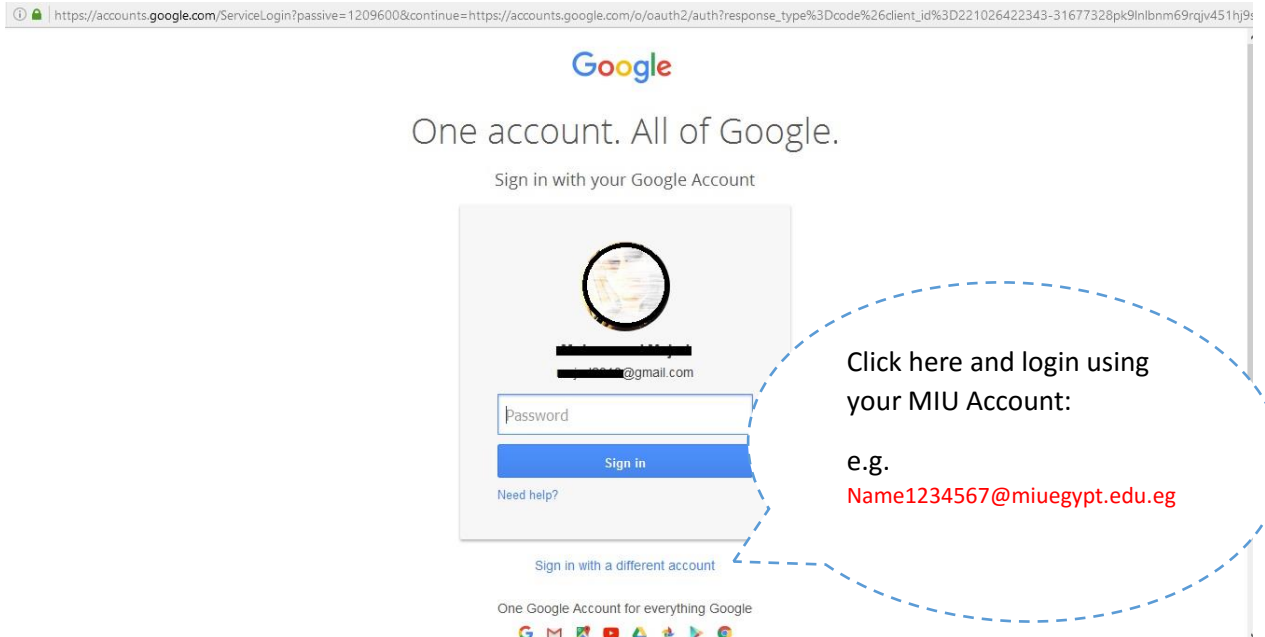 https://accounts.google.com/ServiceLogin?passive=1209600&continue=https://accounts.google.com/o/oauth2/auth?response_type%3Dcode%26client_id%3D221026422343-31677328pk9lnlbnm69rqjv451hj9s
Google
One account. All of Google.
Sign in with your Google Account
@gmail.com
Password
Sign in
Need help?
Sign in with a different account
One Google Account for everything Google
Click here and login using
your MIU Account:
e.g.
Name1234567@miuegypt.edu.eg